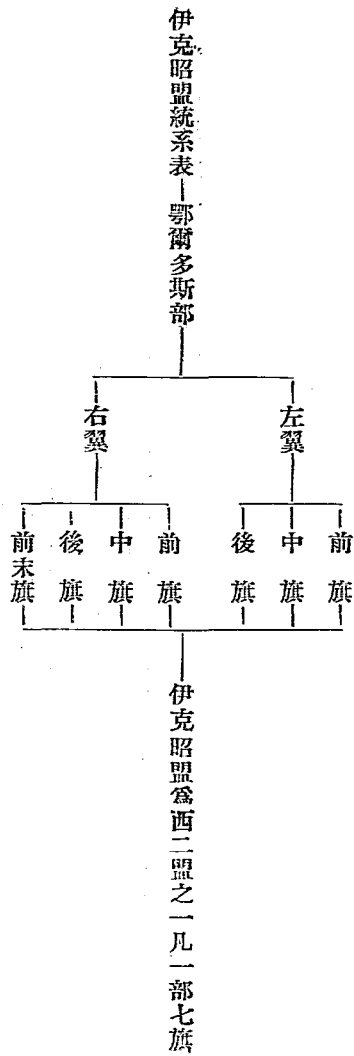 伊克昭盟統系表—鄂爾多斯部
左翼
前旗
中旗
後旗
右翼
前旗
中旗
後旗
前末旗
伊克昭盟爲西二盟之一凡一部七旗